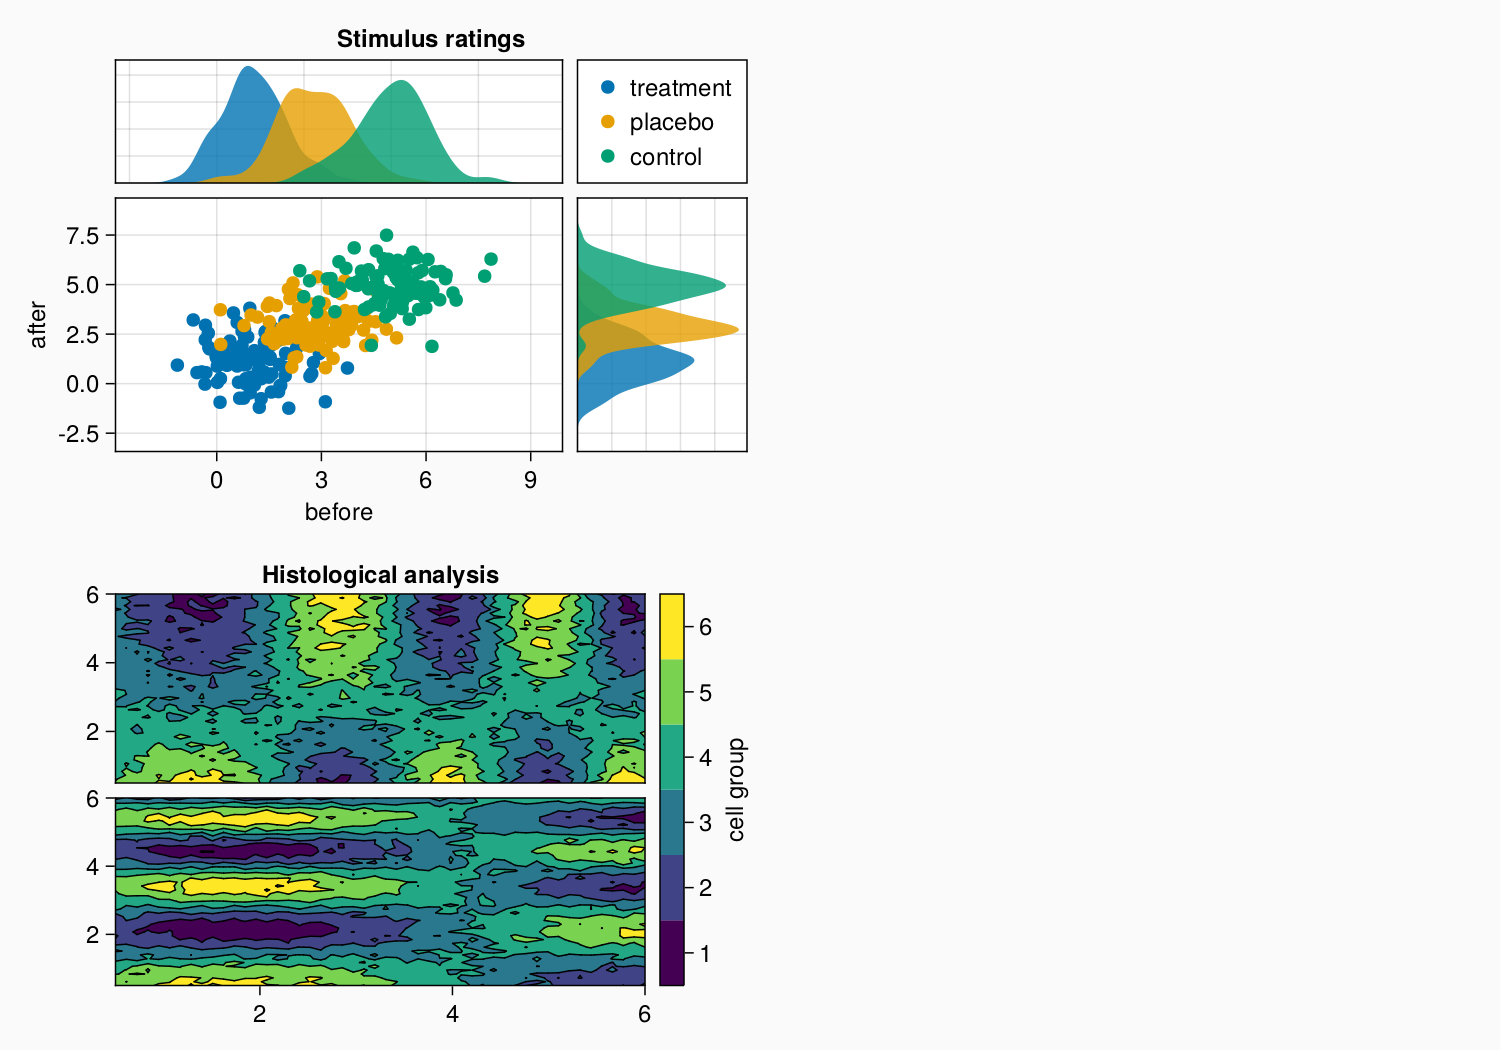 Stimulus ratings
treatment
placebo
control
7.5
5.0
2.5
0.0
-2.5
after
0 3 6 9
before
Histological analysis
6
4
2
6
4
2
2 4 6
6
5
4
3
2
1
cell group